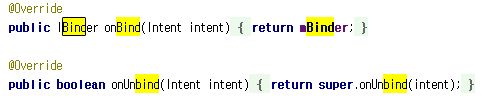 @Override
public IBinder onBind(Intent intent) { return mBinder; }
@Override
public boolean onUnbind(Intent intent) { return super.onUnbind(intent); }